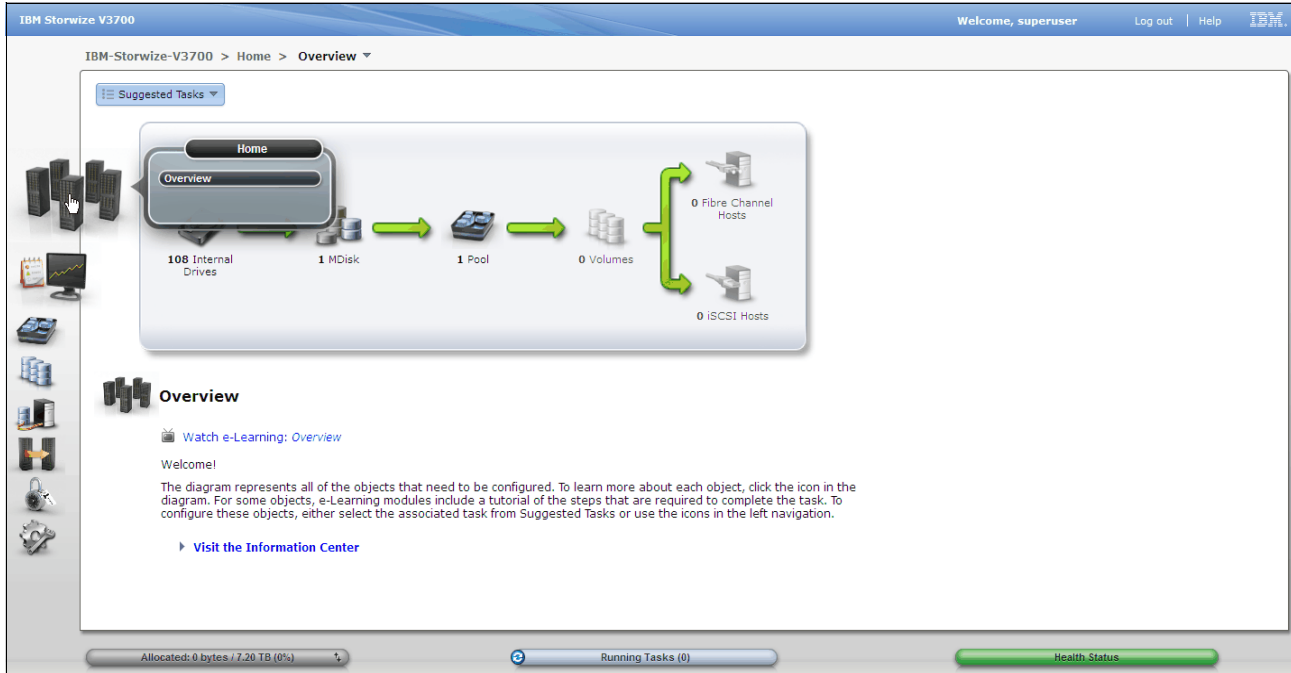 IBM Storwize V3700
Welcome, superuser
Log out | Help
IBM.
IBM-Storwize-V3700 > Home > Overview
Suggested Tasks
Home
Overview
108 Internal
Drives
1 MDisk
1 Pool
0 Volumes
0 Fibre Channel
Hosts
0 iSCSI Hosts
Overview
Watch e-Learning: Overview
Welcome!
The diagram represents all of the objects that need to be configured. To learn more about each object, click the icon in the
diagram. For some objects, e-Learning modules include a tutorial of the steps that are required to complete the task. To
configure these objects, either select the associated task from Suggested Tasks or use the icons in the left navigation.
Visit the Information Center
Allocated: 0 bytes / 7.20 TB (0%)
Running Tasks (0)
Health Status